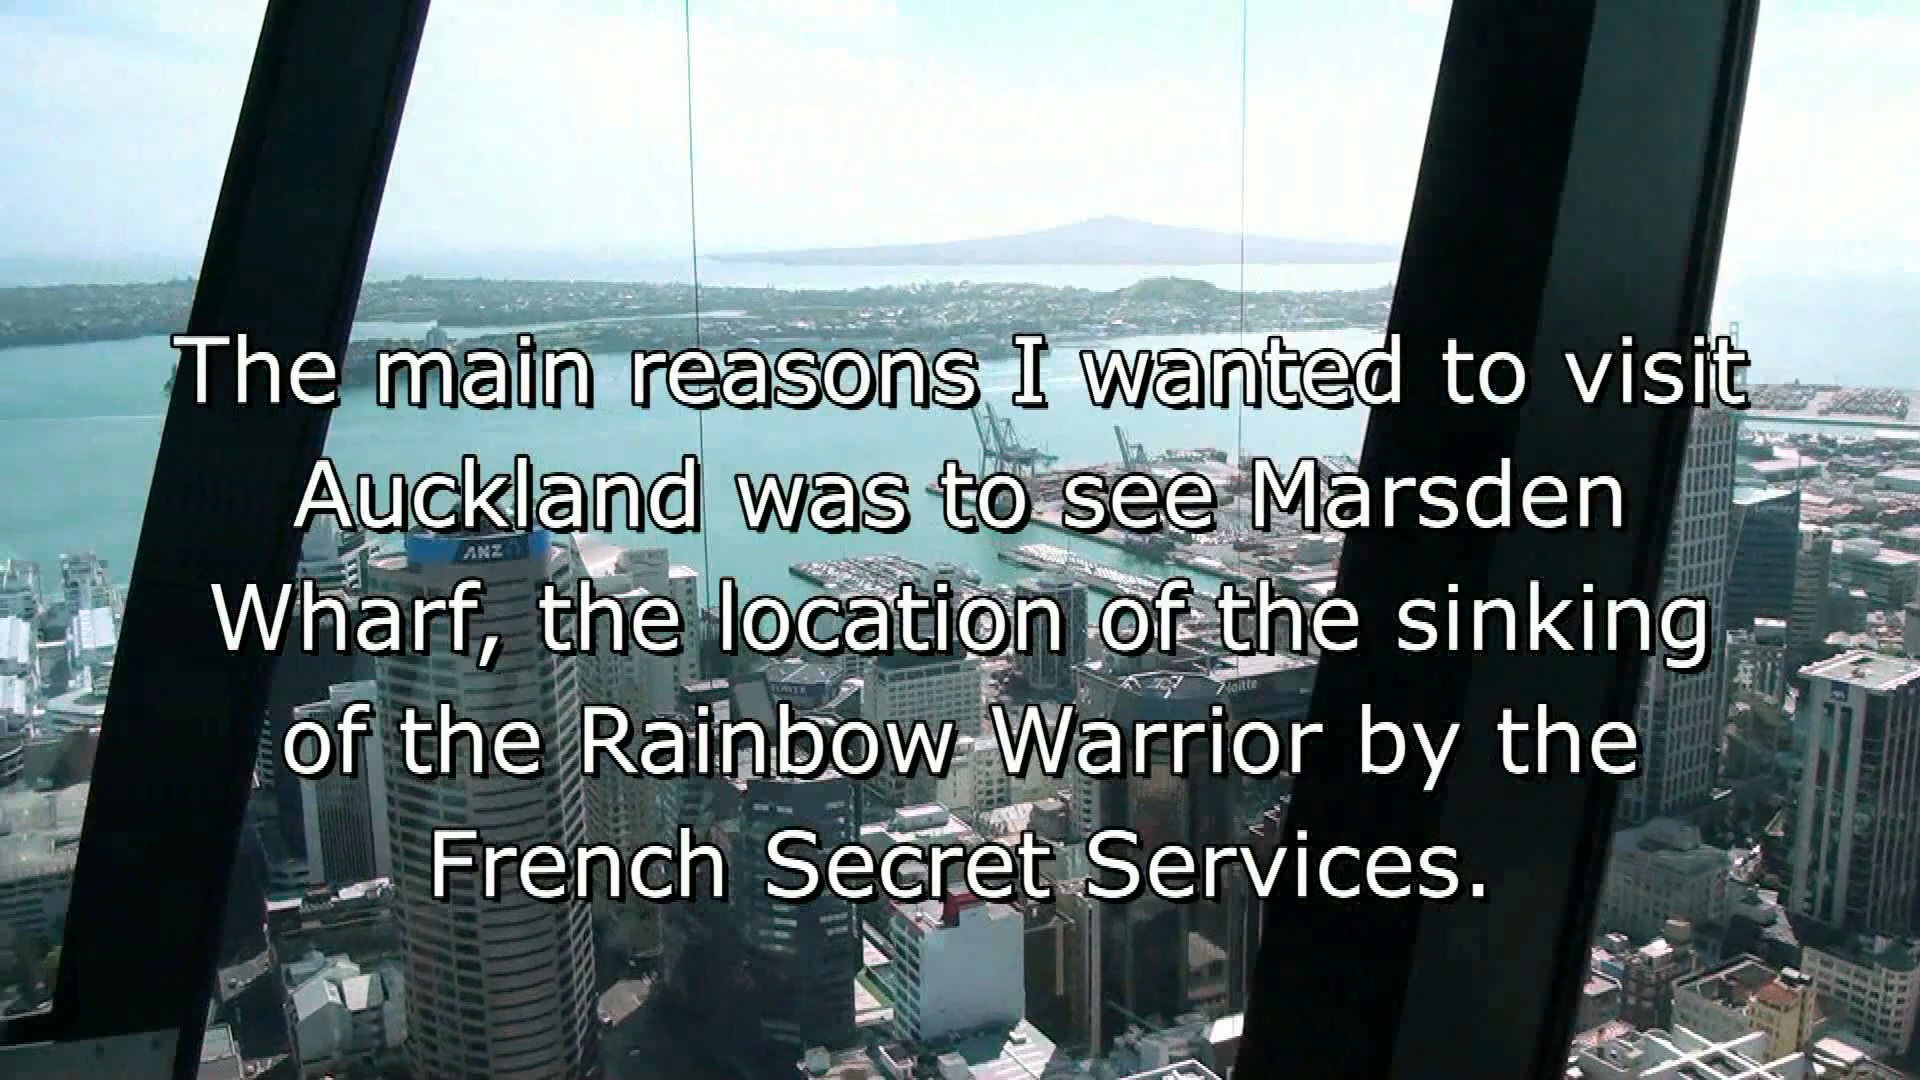 The main reasons I wanted to visit
Auckland was to see Marsden
Wharf, the location of the sinking
of the Rainbow Warrior by the
French Secret Services.
ANZ